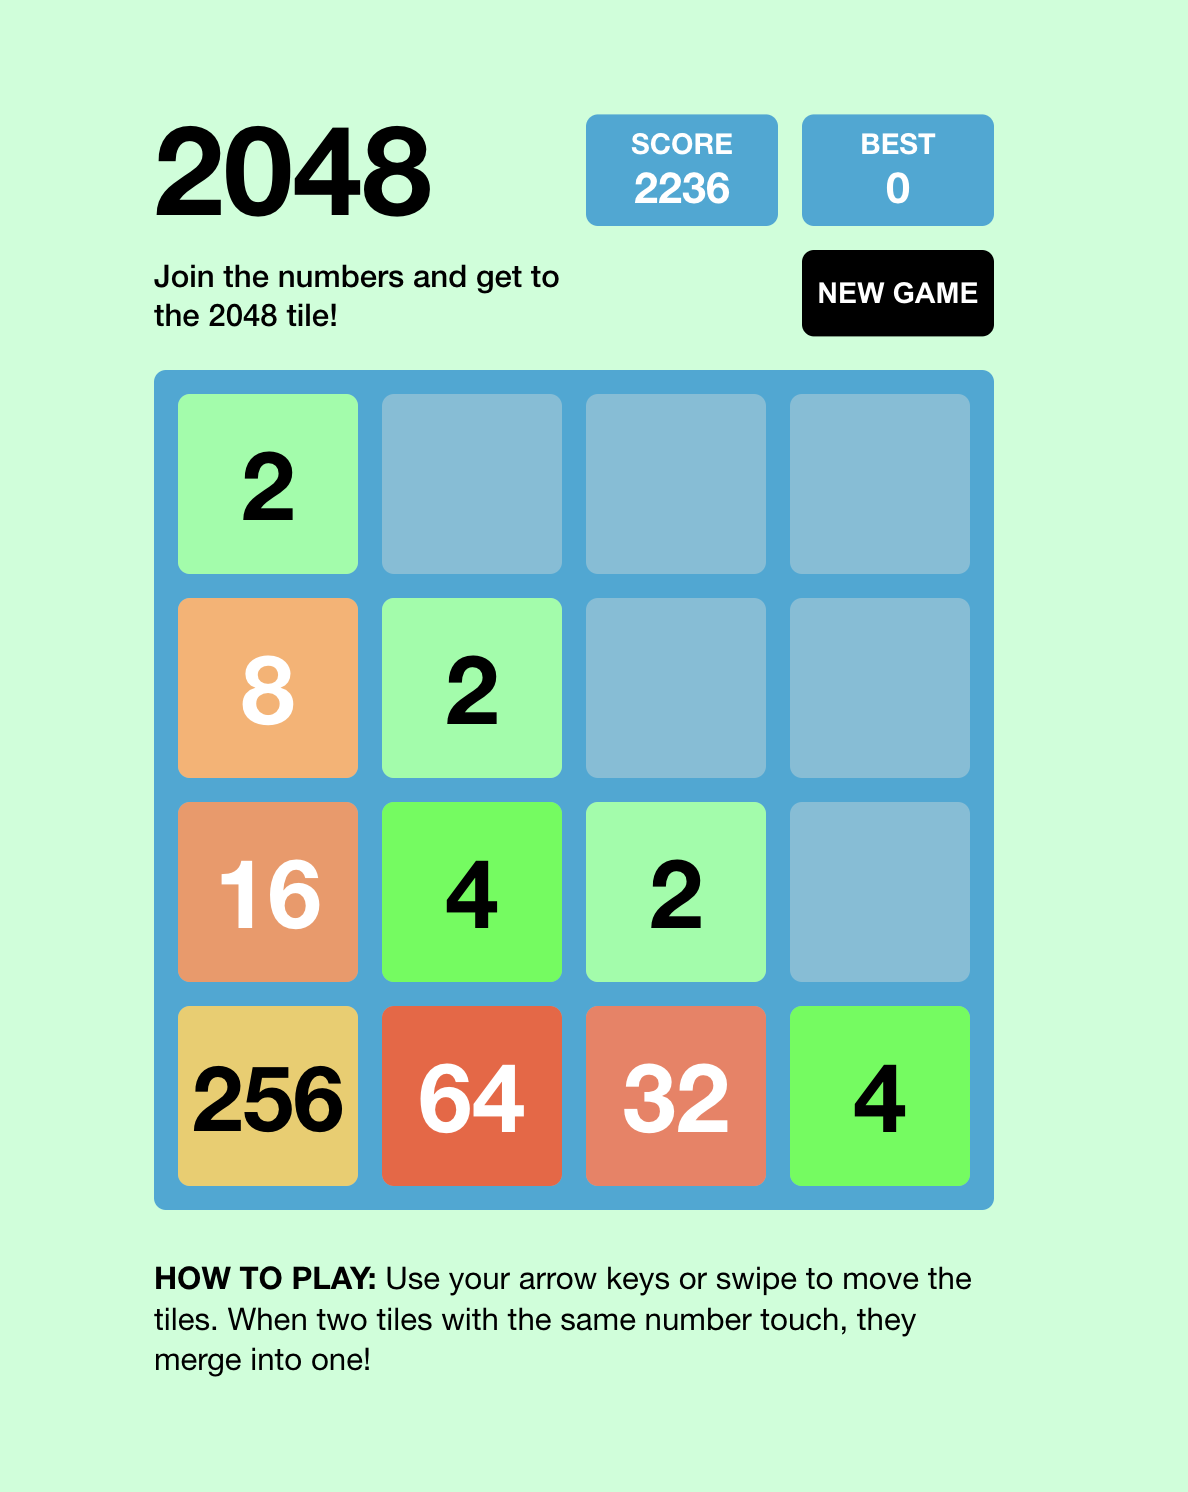 2048
SCORE
2236
BEST
0
Join the numbers and get to
the 2048 tile!
NEW GAME
2
8
2
16
4
2
256
64
32
4
HOW TO PLAY: Use your arrow keys or swipe to move the
tiles. When two tiles with the same number touch, they
merge into one!